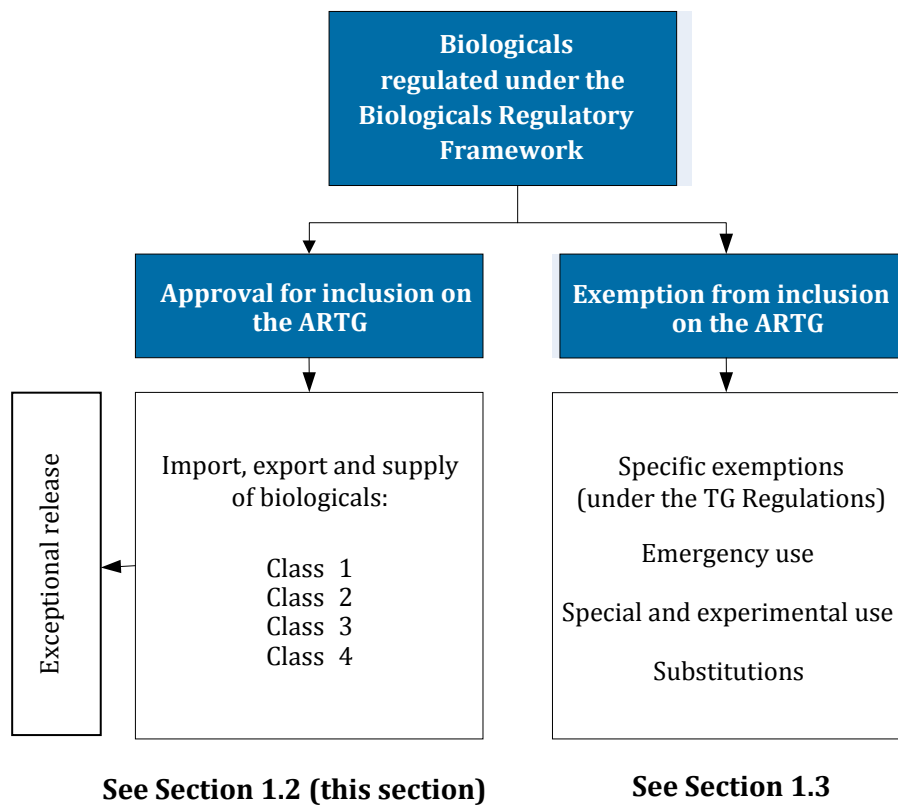 Biologicals
regulated under the
Biologicals Regulatory
Framework
Approval for inclusion on
the ARTG
Exemption from inclusion
on the ARTG
Exceptional release
Import, export and supply
of biologicals:
Class 1
Class 2
Class 3
Class 4
Specific exemptions
(under the TG Regulations)
Emergency use
Special and experimental use
Substitutions
See Section 1.2 (this section)
See Section 1.3